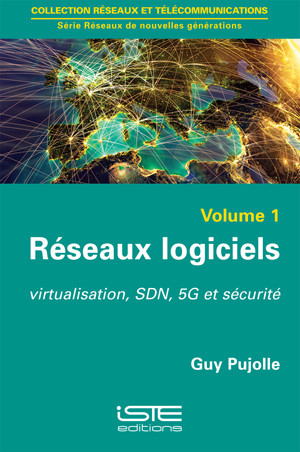 COLLECTION RÉSEAUX ET TÉLÉCOMMUNICATIONS
Série Réseaux de nouvelles générations
Volume 1
Réseaux logiciels
virtualisation, SDN, 5G et sécurité
Guy Pujolle
iSTE
editions